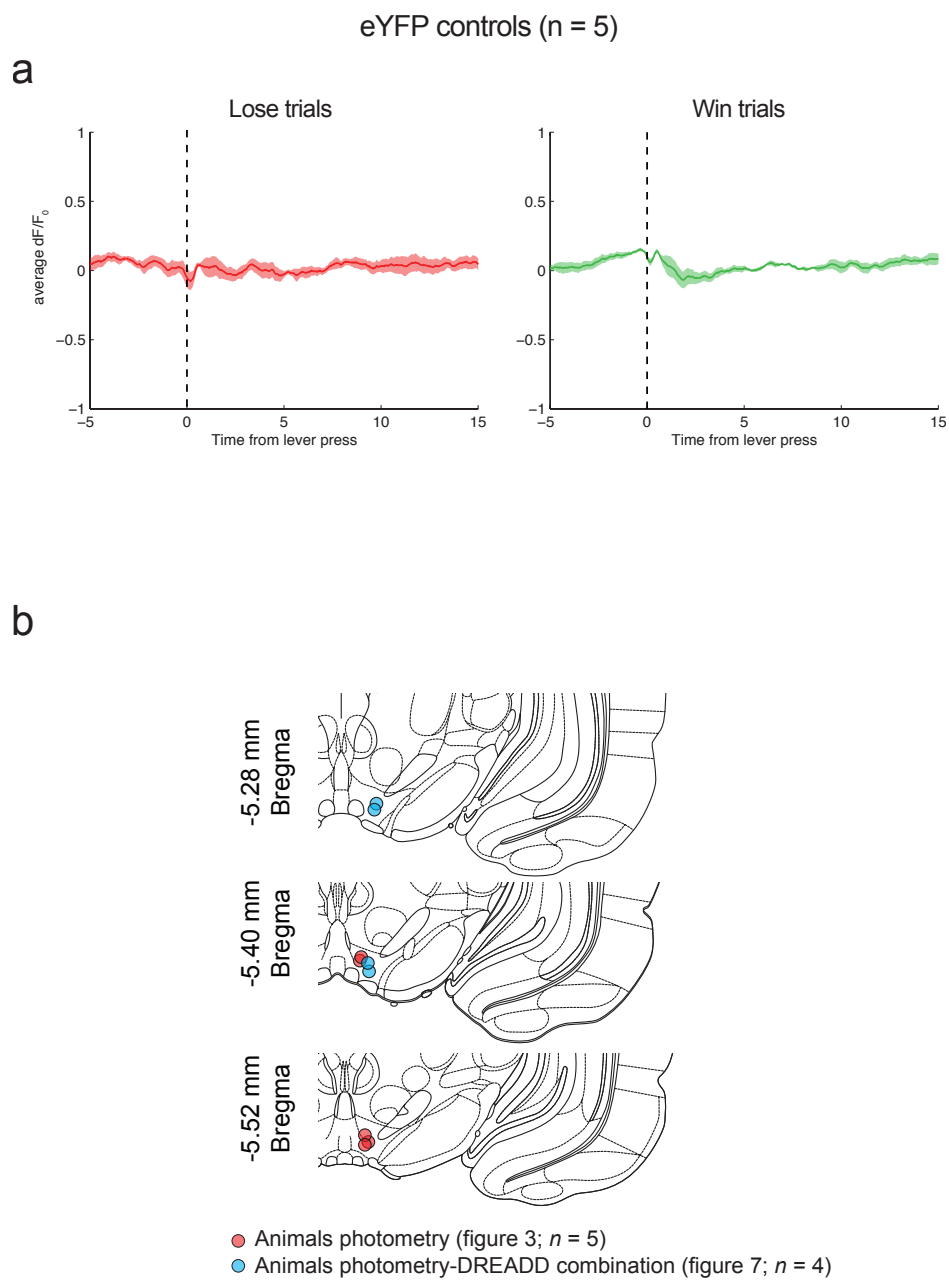 eYFP controls (n = 5)
a
Lose trials
Win trials
1
0.5
0
−0.5
−1
average dF/F₀
−5
0
5
10
15
Time from lever press
1
0.5
0
−0.5
−1
−5
0
5
10
15
Time from lever press
b
-5.28 mm
Bregma
-5.40 mm
Bregma
-5.52 mm
Bregma
Animals photometry (figure 3; n = 5)
Animals photometry-DREADD combination (figure 7; n = 4)